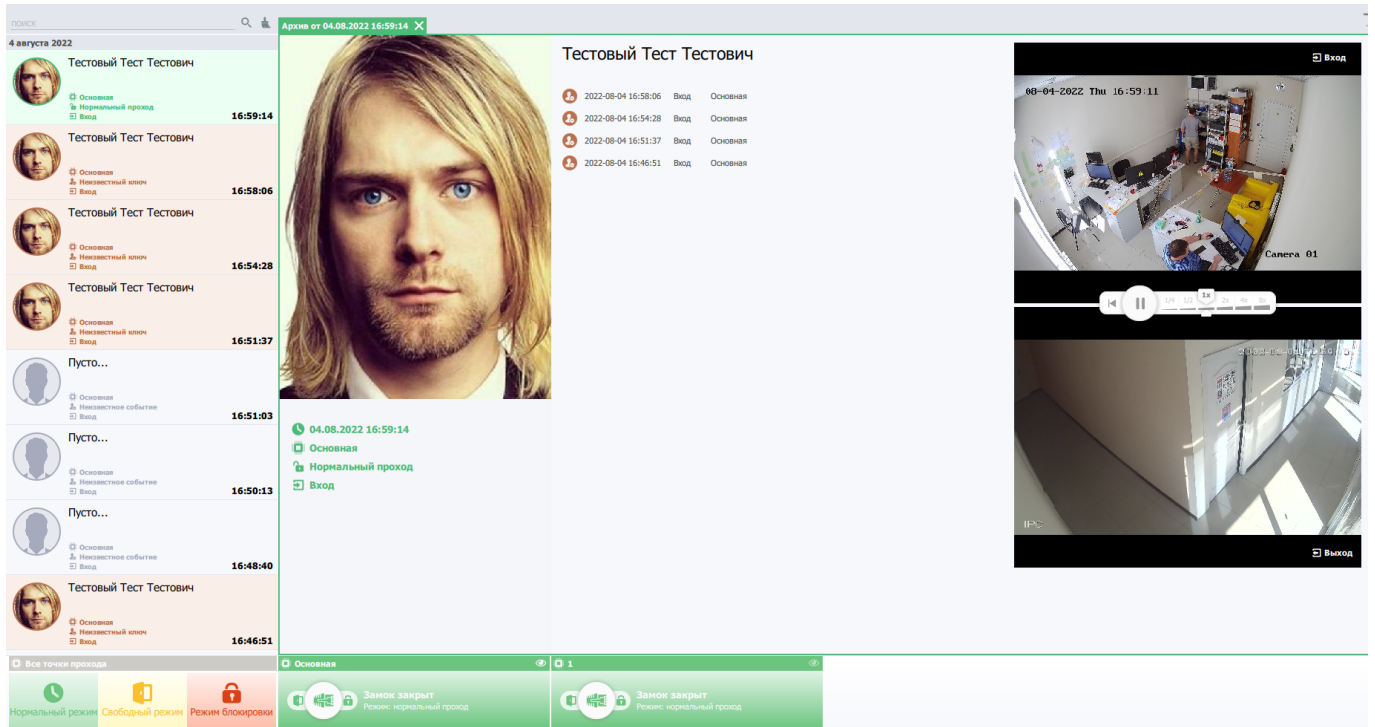 поиск
4 августа 2022
Тестовый Тест Тестович
Основная
Нормальный проход
Вход
16:59:14
Тестовый Тест Тестович
Основная
Неизвестный ключ
Вход
16:58:06
Тестовый Тест Тестович
Основная
Неизвестный ключ
Вход
16:54:28
Тестовый Тест Тестович
Основная
Неизвестный ключ
Вход
16:51:37
Пусто...
Основная
Неизвестное событие
Вход
16:51:03
Пусто...
Основная
Неизвестное событие
Вход
16:50:13
Пусто...
Основная
Неизвестное событие
Вход
16:48:40
Тестовый Тест Тестович
Основная
Неизвестный ключ
Вход
16:46:51
Все точки прохода
Нормальный режим
Свободный режим
Режим блокировки
Архив от 04.08.2022 16:59:14
04.08.2022 16:59:14
Основная
Нормальный проход
Вход
Тестовый Тест Тестович
2022-08-04 16:58:06 Вход Основная
2022-08-04 16:54:28 Вход Основная
2022-08-04 16:51:37 Вход Основная
2022-08-04 16:46:51 Вход Основная
Вход
08-04-2022 Thu 16:59:11
Camera 01
1/4 1/2 1x 2x 4x 8x
IPC
Выход
Основная
Замок закрыт
Режим: нормальный проход
1
Замок закрыт
Режим: нормальный проход